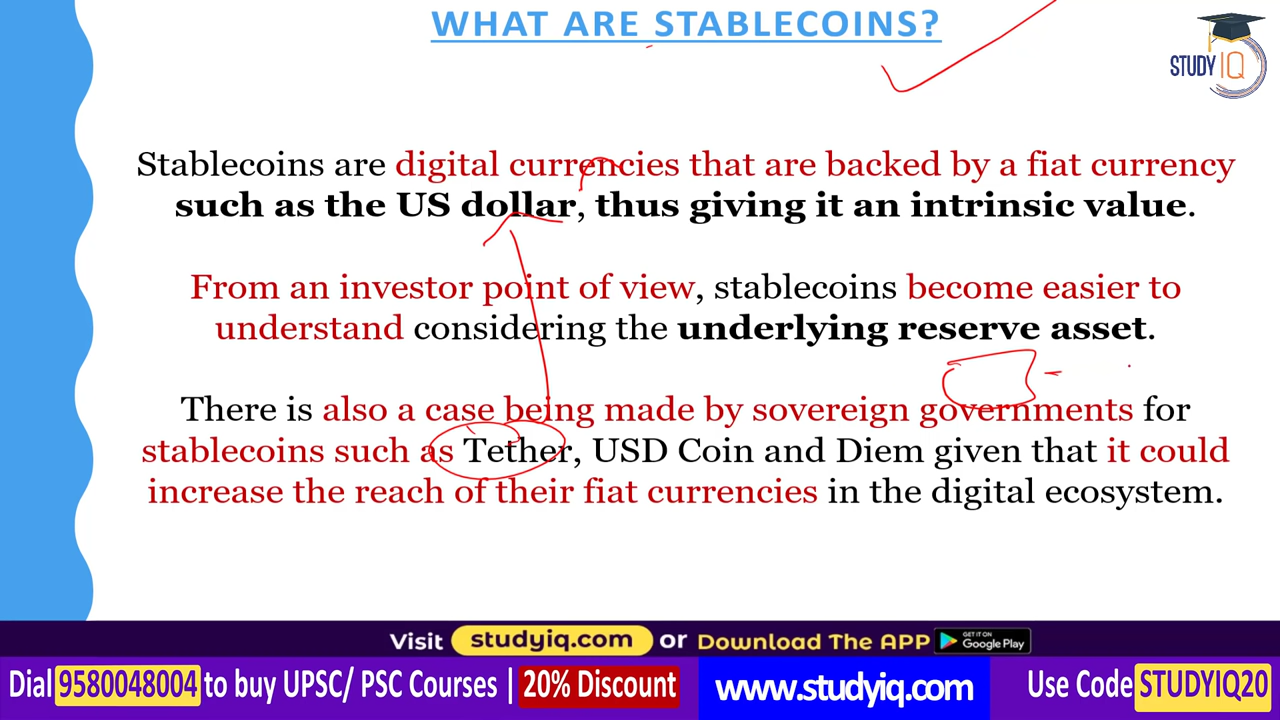 WHAT ARE STABLECOINS?
STUDY IQ
Stablecoins are digital currencies that are backed by a fiat currency
such as the US dollar, thus giving it an intrinsic value.
From an investor point of view, stablecoins become easier to
understand considering the underlying reserve asset.
There is also a case being made by sovereign governments for
stablecoins such as Tether, USD Coin and Diem given that it could
increase the reach of their fiat currencies in the digital ecosystem.
Visit studyiq.com or Download The APP GET IT ON Google Play
Dial 9580048004 to buy UPSC/ PSC Courses | 20% Discount www.studyiq.com Use Code STUDYIQ20